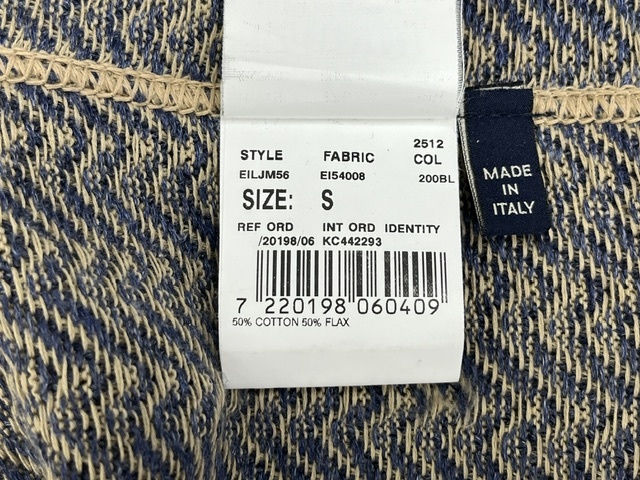 2512
STYLE FABRIC COL
EILJM56 EI54008 200BL
SIZE: S
REF ORD INT ORD IDENTITY
/20198/06 KC442293
7 220198 060409
50% COTTON 50% FLAX
MADE
IN
ITALY